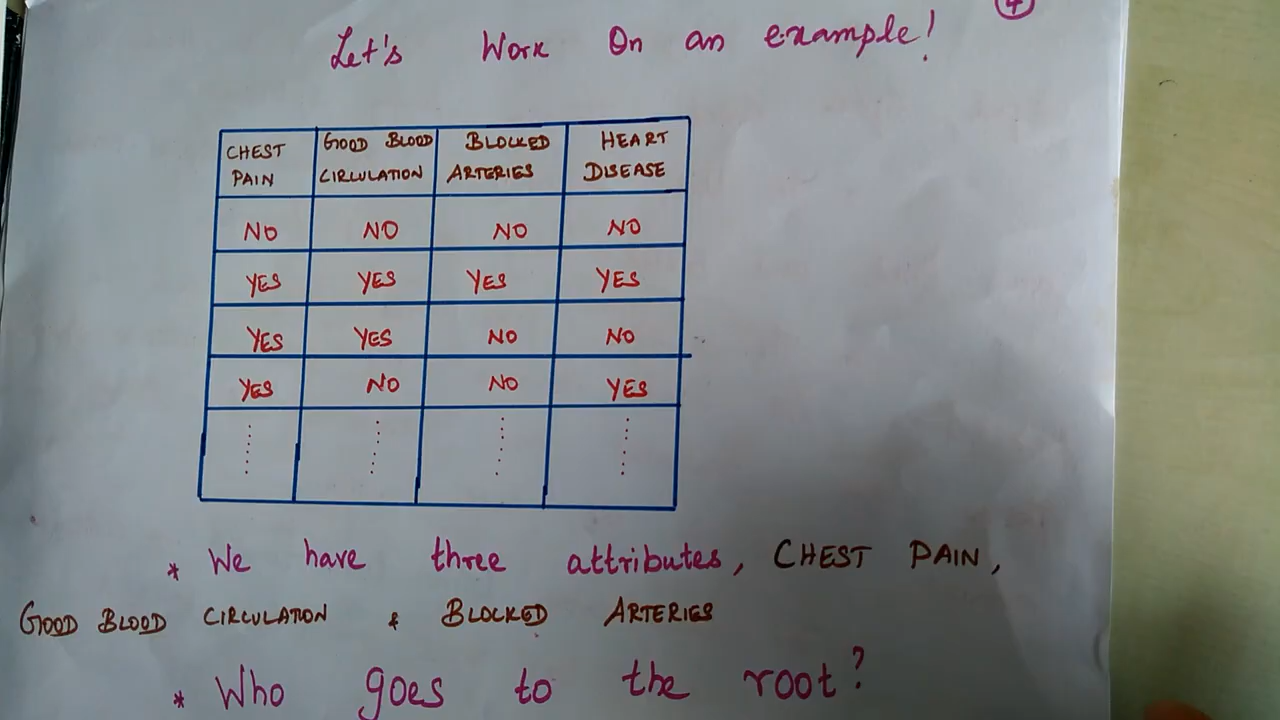 4
Let's Work On an example!
CHEST PAIN GOOD BLOOD CIRCULATION BLOCKED ARTERIES HEART DISEASE
NO NO NO NO
YES YES YES YES
YES YES NO NO
YES NO NO YES
* We have three attributes, CHEST PAIN,
GOOD BLOOD CIRCULATION & BLOCKED ARTERIES
* Who goes to the root?